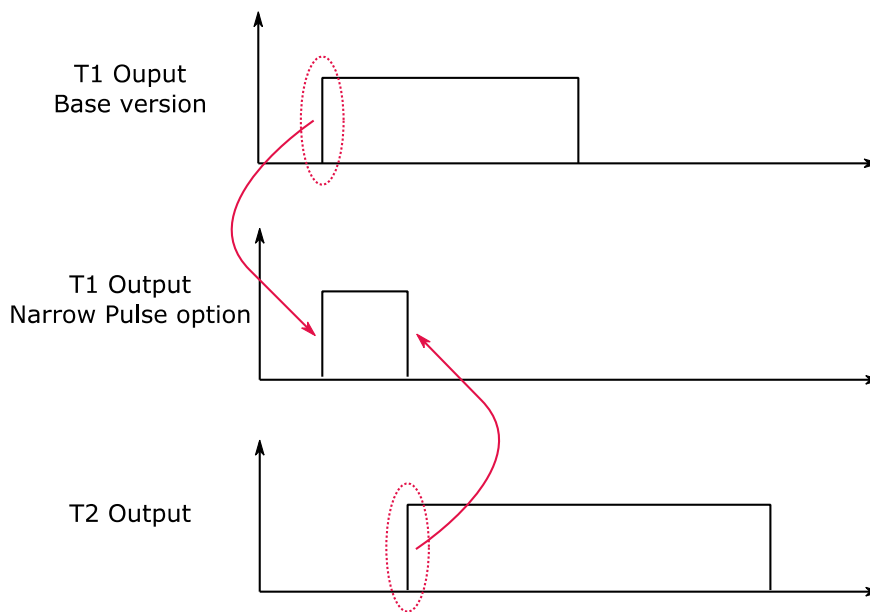 T1 Ouput
Base version
T1 Output
Narrow Pulse option
T2 Output